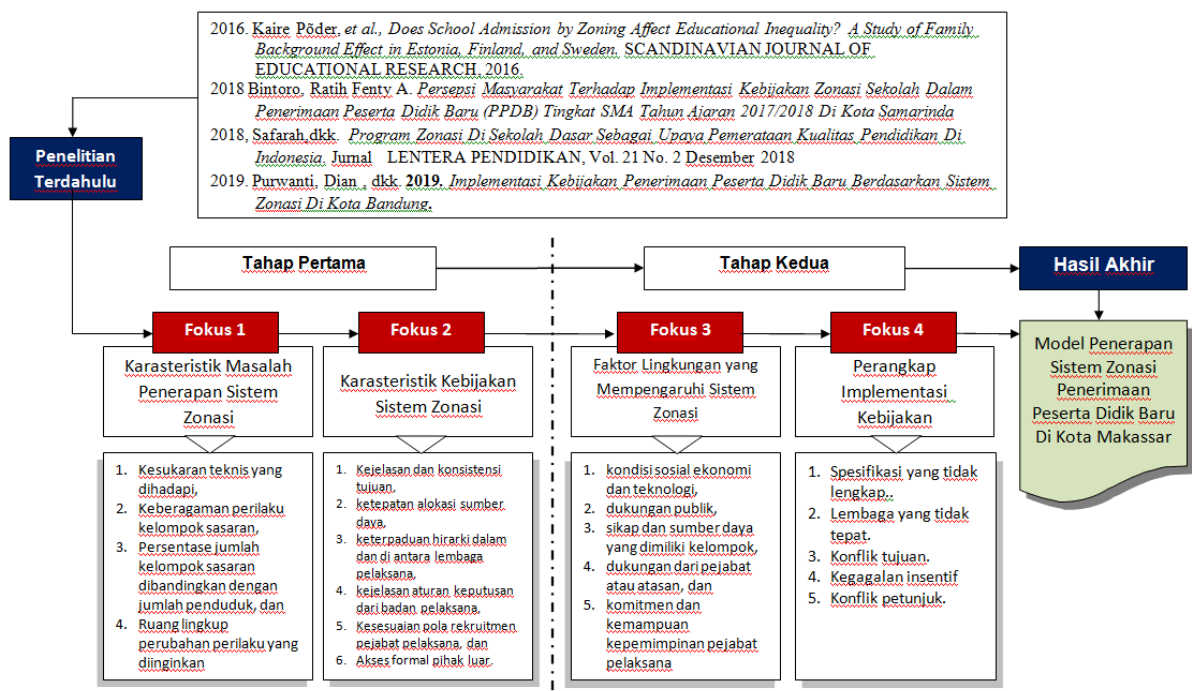 2016. Kaire Põder, et al., Does School Admission by Zoning Affect Educational Inequality? A Study of Family
Background Effect in Estonia, Finland, and Sweden. SCANDINAVIAN JOURNAL OF
EDUCATIONAL RESEARCH, 2016.
2018 Bintoro, Ratih Fenty A. Persepsi Masyarakat Terhadap Implementasi Kebijakan Zonasi Sekolah Dalam
Penerimaan Peserta Didik Baru (PPDB) Tingkat SMA Tahun Ajaran 2017/2018 Di Kota Samarinda
2018, Safarah,dkk. Program Zonasi Di Sekolah Dasar Sebagai Upaya Pemerataan Kualitas Pendidikan Di
Indonesia, Jurnal LENTERA PENDIDIKAN, Vol. 21 No. 2 Desember 2018
2019. Purwanti, Dian , dkk. 2019. Implementasi Kebijakan Penerimaan Peserta Didik Baru Berdasarkan Sistem
Zonasi Di Kota Bandung.
Penelitian
Terdahulu
Tahap Pertama
Tahap Kedua
Hasil Akhir
Fokus 1
Karasteristik Masalah
Penerapan Sistem
Zonasi
1. Kesukaran teknis yang
dihadapi,
2. Keberagaman perilaku
kelompok sasaran,
3. Persentase jumlah
kelompok sasaran
dibandingkan dengan
jumlah penduduk, dan
4. Ruang lingkup
perubahan perilaku yang
diinginkan
Fokus 2
Karasteristik Kebijakan
Sistem Zonasi
1. Kejelasan dan konsistensi
tujuan,
2. ketepatan alokasi sumber
daya,
3. keterpaduan hirarki dalam
dan di antara lembaga
pelaksana,
4. kejelasan aturan keputusan
dari badan pelaksana,
5. Kesesuaian pola rekruitmen
pejabat pelaksana, dan
6. Akses formal pihak luar.
Fokus 3
Faktor Lingkungan yang
Mempengaruhi Sistem
Zonasi
1. kondisi sosial ekonomi
dan teknologi,
2. dukungan publik,
3. sikap dan sumber daya
yang dimiliki kelompok,
4. dukungan dari pejabat
atau atasan, dan
5. komitmen dan
kemampuan
kepemimpinan pejabat
pelaksana
Fokus 4
Perangkap
Implementasi
Kebijakan
1. Spesifikasi yang tidak
lengkap..
2. Lembaga yang tidak
tepat.
3. Konflik tujuan.
4. Kegagalan insentif
5. Konflik petunjuk.
Model Penerapan
Sistem Zonasi
Penerimaan
Peserta Didik Baru
Di Kota Makassar